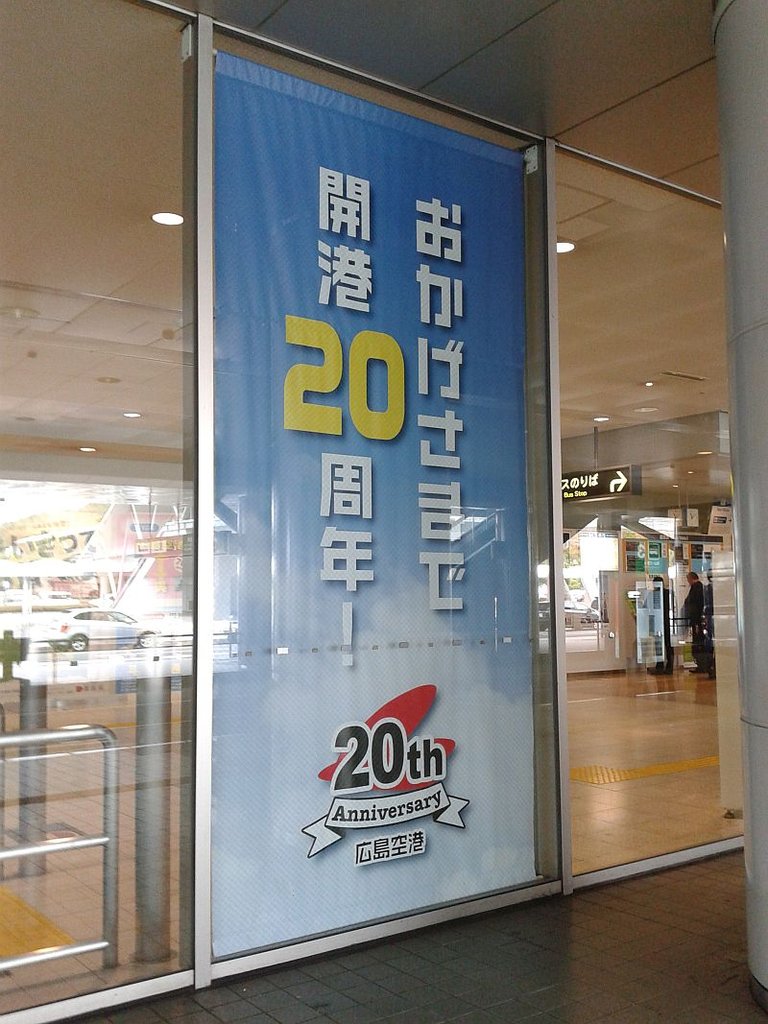 おかげさまで
開港20周年!
20th
Anniversary
広島空港
スのりば
Bus Stop